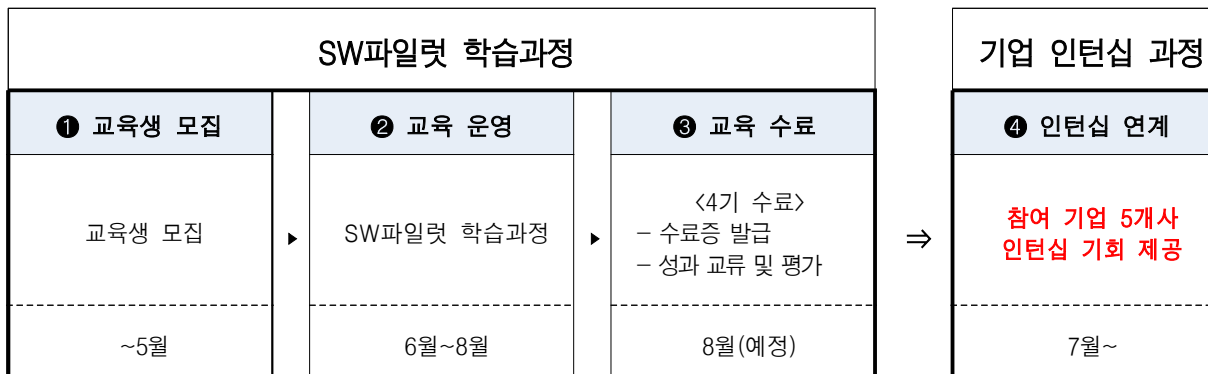 SW파일럿 학습과정
기업 인턴십 과정
❶ 교육생 모집
❷ 교육 운영
❸ 교육 수료
❹ 인턴십 연계
교육생 모집
▶
SW파일럿 학습과정
▶
<4기 수료>
- 수료증 발급
- 성과 교류 및 평가
⇒
참여 기업 5개사
인턴십 기회 제공
~5월
6월~8월
8월(예정)
7월~